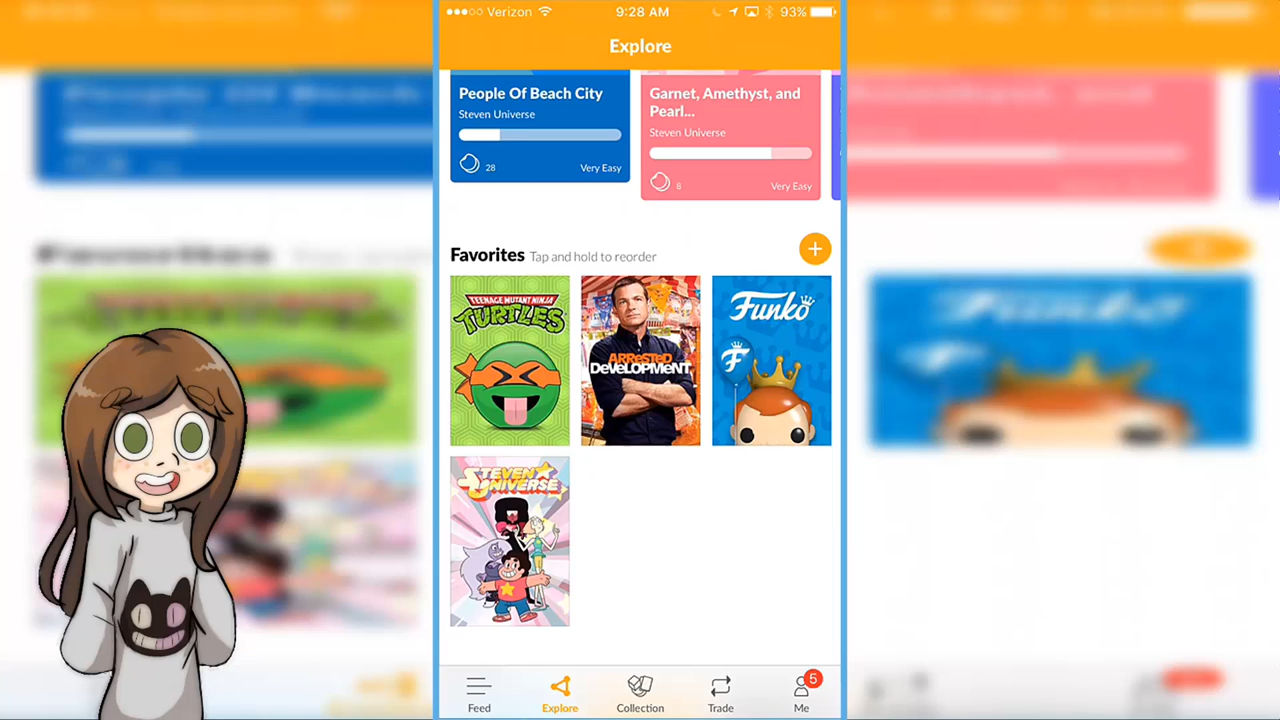 Verizon 9:28 AM 93%
Explore
People Of Beach City
Steven Universe
28 Very Easy
Garnet, Amethyst, and
Pearl...
Steven Universe
8 Very Easy
Favorites Tap and hold to reorder
+
TEENAGE MUTANT NINJA
TURTLES
ARRESTED
DEVELOPMENT
Funko
F
STEVEN
UNIVERSE
Feed Explore Collection Trade Me
5